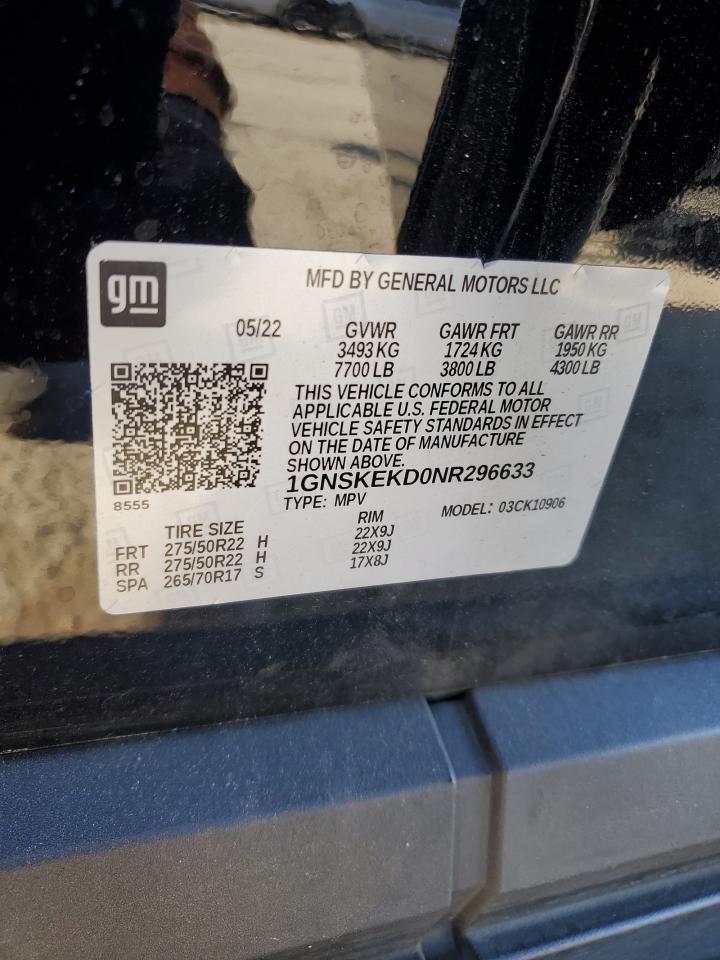 gm
MFD BY GENERAL MOTORS LLC
05/22 GVWR GAWR FRT GAWR RR
3493 KG 1724 KG 1950 KG
7700 LB 3800 LB 4300 LB
THIS VEHICLE CONFORMS TO ALL
APPLICABLE U.S. FEDERAL MOTOR
VEHICLE SAFETY STANDARDS IN EFFECT
ON THE DATE OF MANUFACTURE
SHOWN ABOVE.
1GNSKEKD0NR296633
8555 TYPE: MPV MODEL: 03CK10906
TIRE SIZE RIM
FRT 275/50R22 H 22X9J
RR 275/50R22 H 22X9J
SPA 265/70R17 S 17X8J